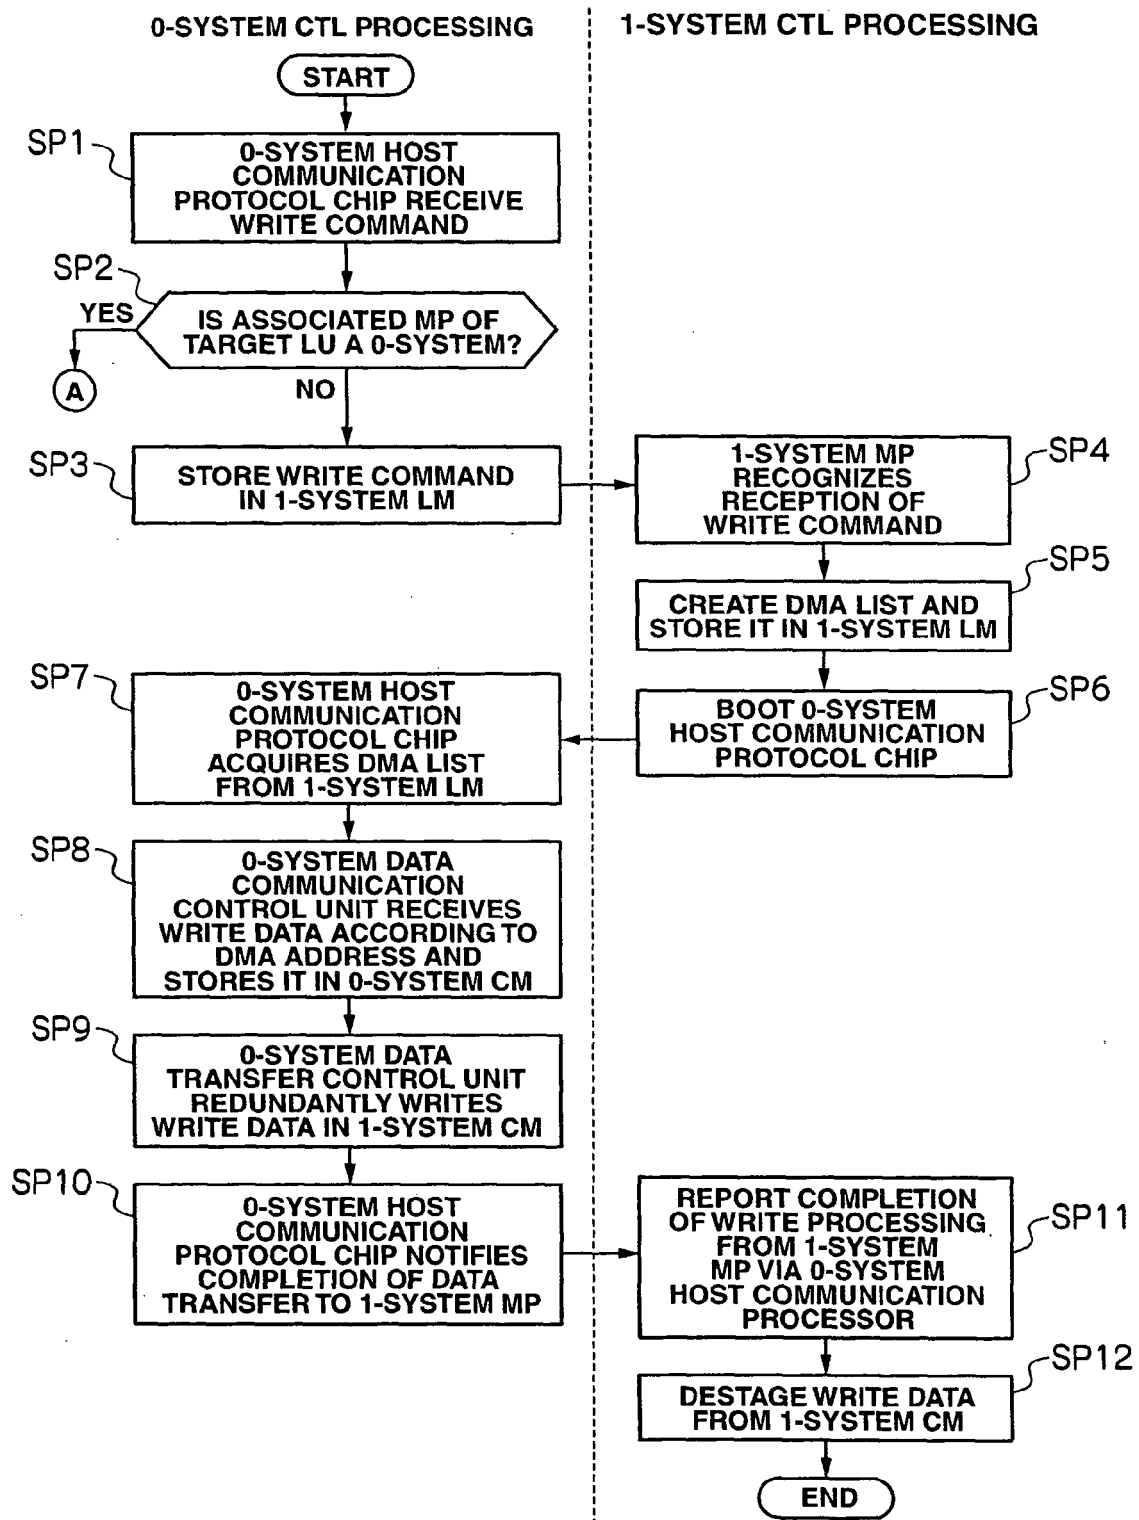 0-SYSTEM CTL PROCESSING
1-SYSTEM CTL PROCESSING
START
SP1
0-SYSTEM HOST
COMMUNICATION
PROTOCOL CHIP RECEIVE
WRITE COMMAND
SP2
YES
IS ASSOCIATED MP OF
TARGET LU A 0-SYSTEM?
A
NO
SP3
STORE WRITE COMMAND
IN 1-SYSTEM LM
SP4
1-SYSTEM MP
RECOGNIZES
RECEPTION OF
WRITE COMMAND
SP5
CREATE DMA LIST AND
STORE IT IN 1-SYSTEM LM
SP6
BOOT 0-SYSTEM
HOST COMMUNICATION
PROTOCOL CHIP
SP7
0-SYSTEM HOST
COMMUNICATION
PROTOCOL CHIP
ACQUIRES DMA LIST
FROM 1-SYSTEM LM
SP8
0-SYSTEM DATA
COMMUNICATION
CONTROL UNIT RECEIVES
WRITE DATA ACCORDING TO
DMA ADDRESS AND
STORES IT IN 0-SYSTEM CM
SP9
0-SYSTEM DATA
TRANSFER CONTROL UNIT
REDUNDANTLY WRITES
WRITE DATA IN 1-SYSTEM CM
SP10
0-SYSTEM HOST
COMMUNICATION
PROTOCOL CHIP NOTIFIES
COMPLETION OF DATA
TRANSFER TO 1-SYSTEM MP
SP11
REPORT COMPLETION
OF WRITE PROCESSING
FROM 1-SYSTEM
MP VIA 0-SYSTEM
HOST COMMUNICATION
PROCESSOR
SP12
DESTAGE WRITE DATA
FROM 1-SYSTEM CM
END